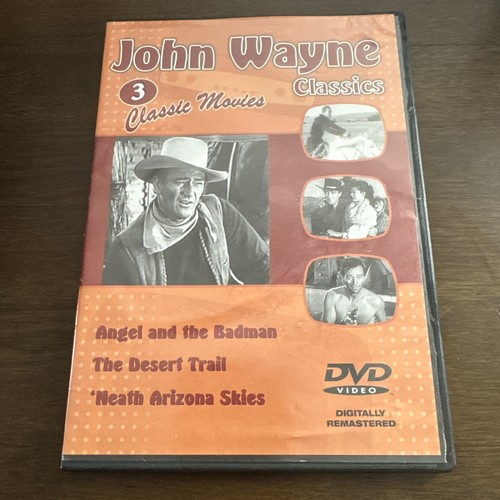 John Wayne
Classics
3
Classic Movies
Angel and the Badman
The Desert Trail
'Neath Arizona Skies
DVD
VIDEO
DIGITALLY
REMASTERED